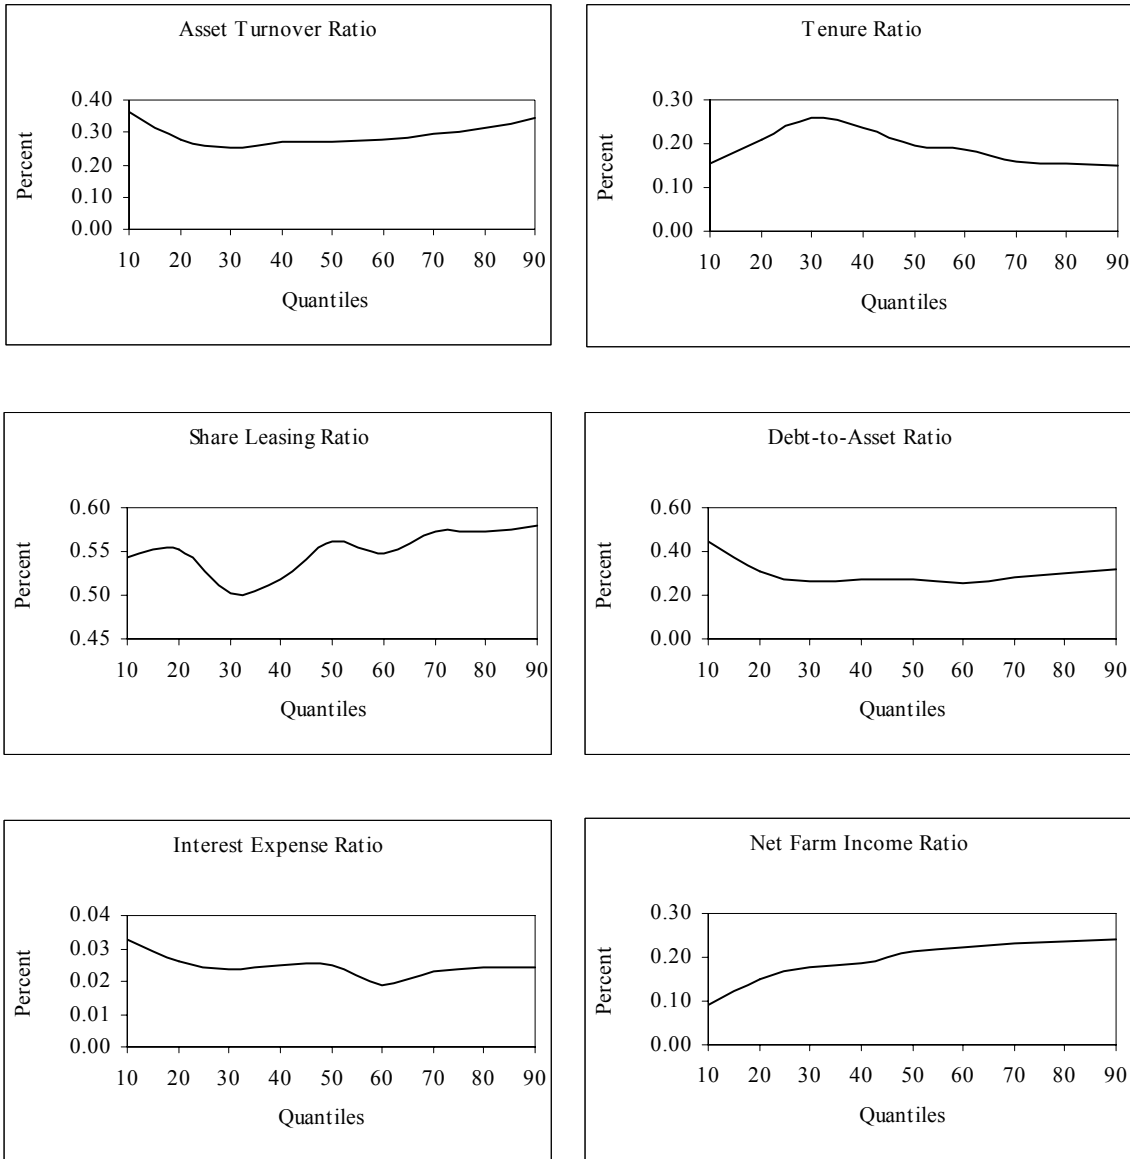 Asset Turnover Ratio
Percent
0.40
0.30
0.20
0.10
0.00
10 20 30 40 50 60 70 80 90
Quantiles
Tenure Ratio
Percent
0.30
0.20
0.10
0.00
10 20 30 40 50 60 70 80 90
Quantiles
Share Leasing Ratio
Percent
0.60
0.55
0.50
0.45
10 20 30 40 50 60 70 80 90
Quantiles
Debt-to-Asset Ratio
Percent
0.60
0.40
0.20
0.00
10 20 30 40 50 60 70 80 90
Quantiles
Interest Expense Ratio
Percent
0.04
0.03
0.02
0.01
0.00
10 20 30 40 50 60 70 80 90
Quantiles
Net Farm Income Ratio
Percent
0.30
0.20
0.10
0.00
10 20 30 40 50 60 70 80 90
Quantiles